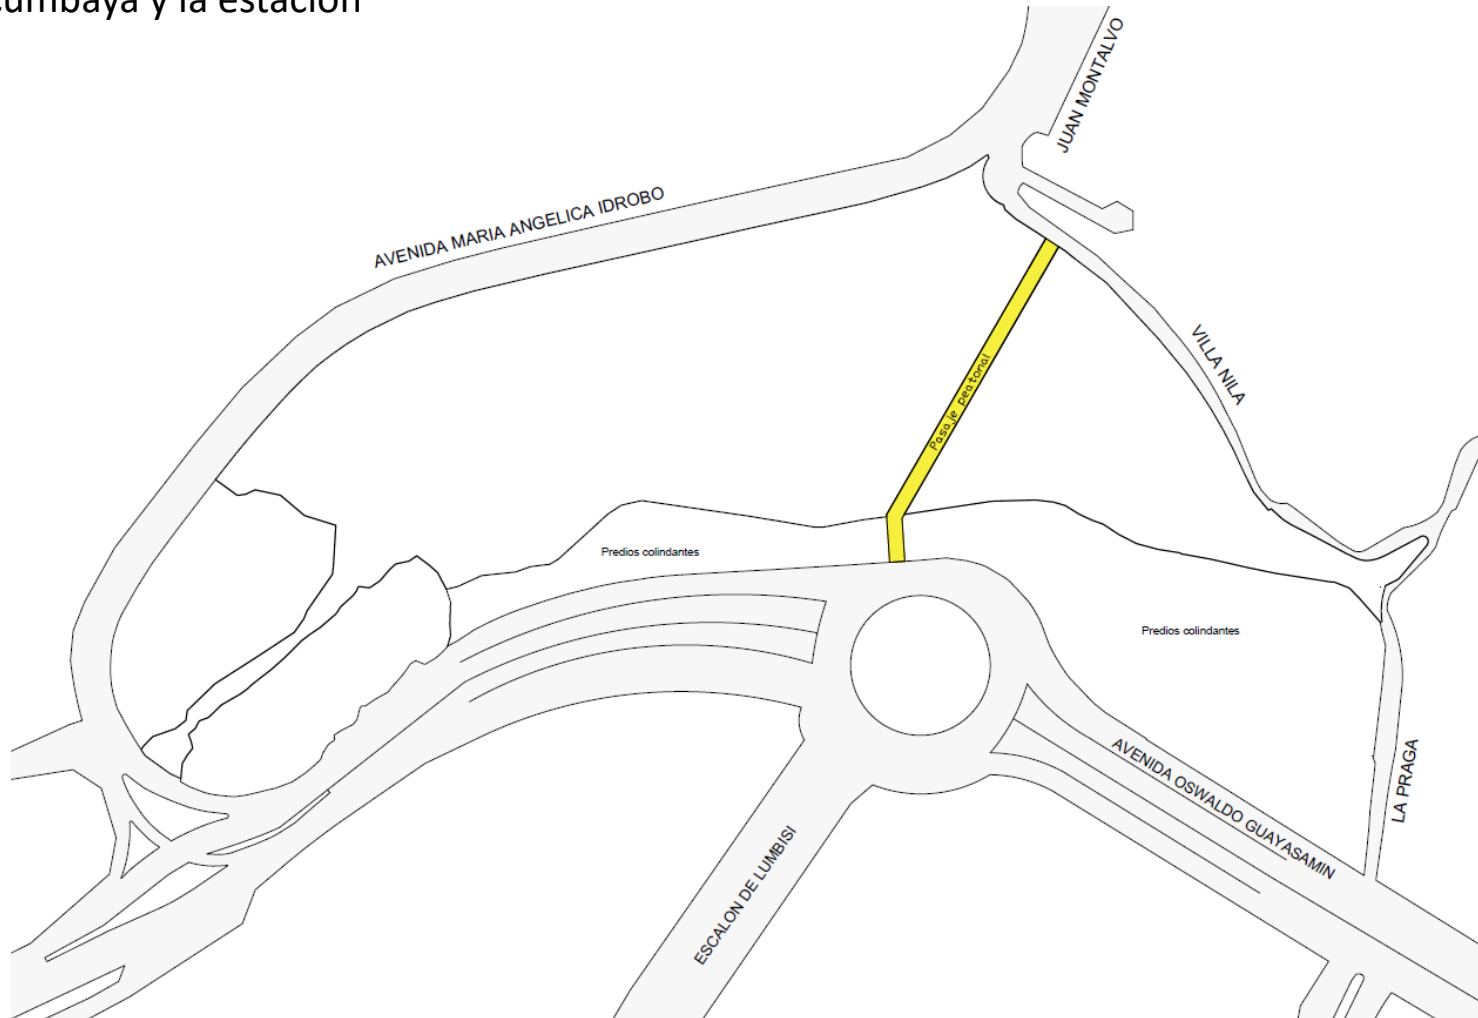 cumbaya y la estación
JUAN MONTALVO
AVENIDA MARIA ANGELICA IDROBO
VILLA NILA
Pasaje peatonal
Predios colindantes
Predios colindantes
AVENIDA OSWALDO GUAYASAMIN
LA PRAGA
ESCALON DE LUMBISI